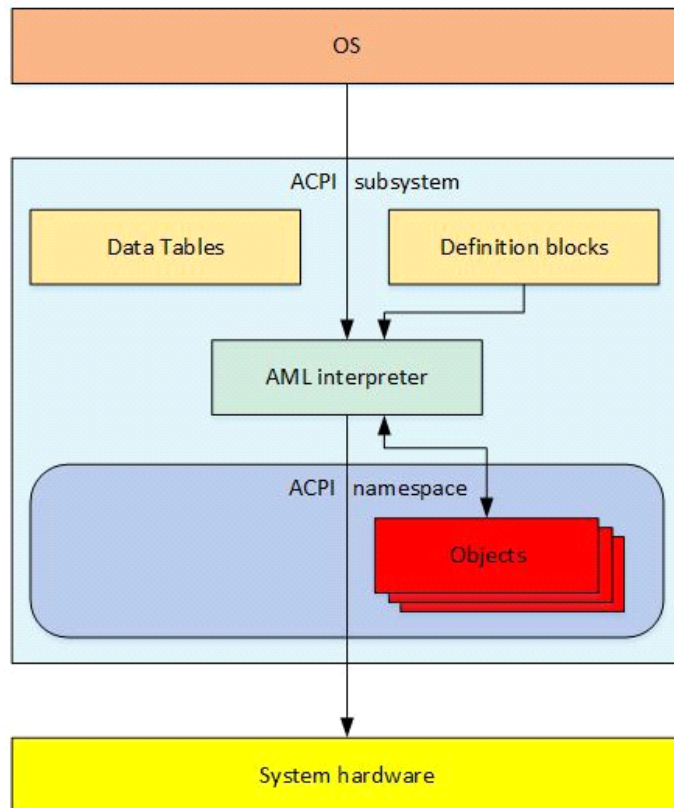 OS
ACPI subsystem
Data Tables
Definition blocks
AML interpreter
ACPI namespace
Objects
System hardware